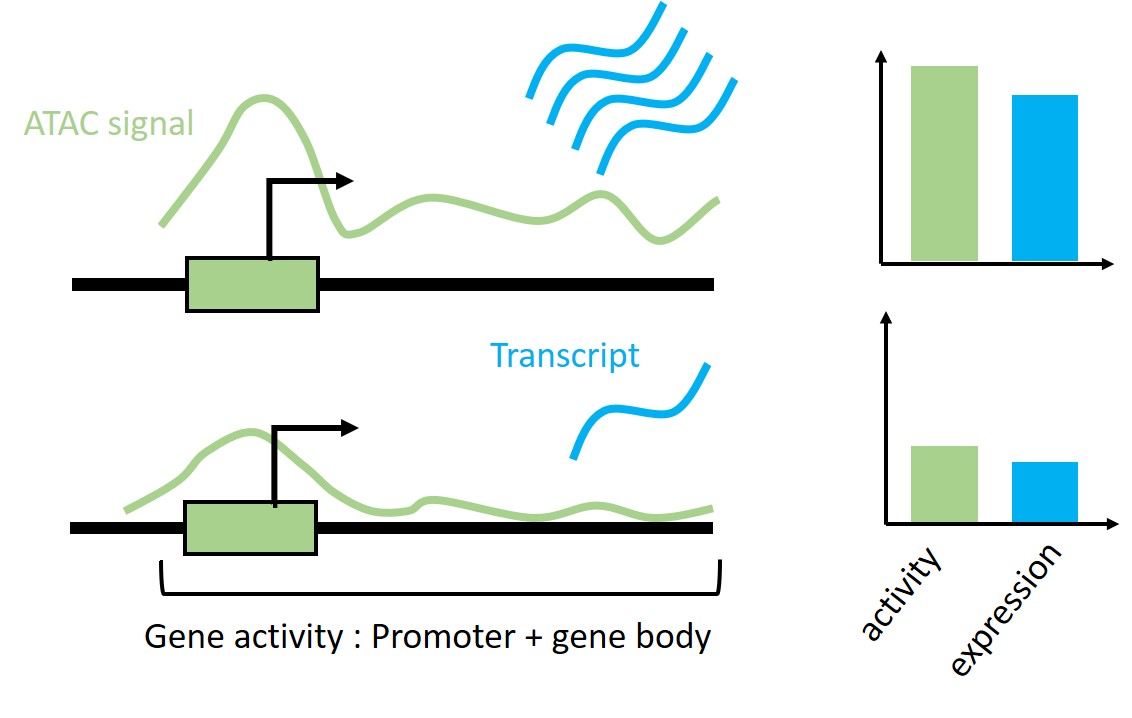 ATAC signal
Transcript
Gene activity : Promoter + gene body
activity
expression